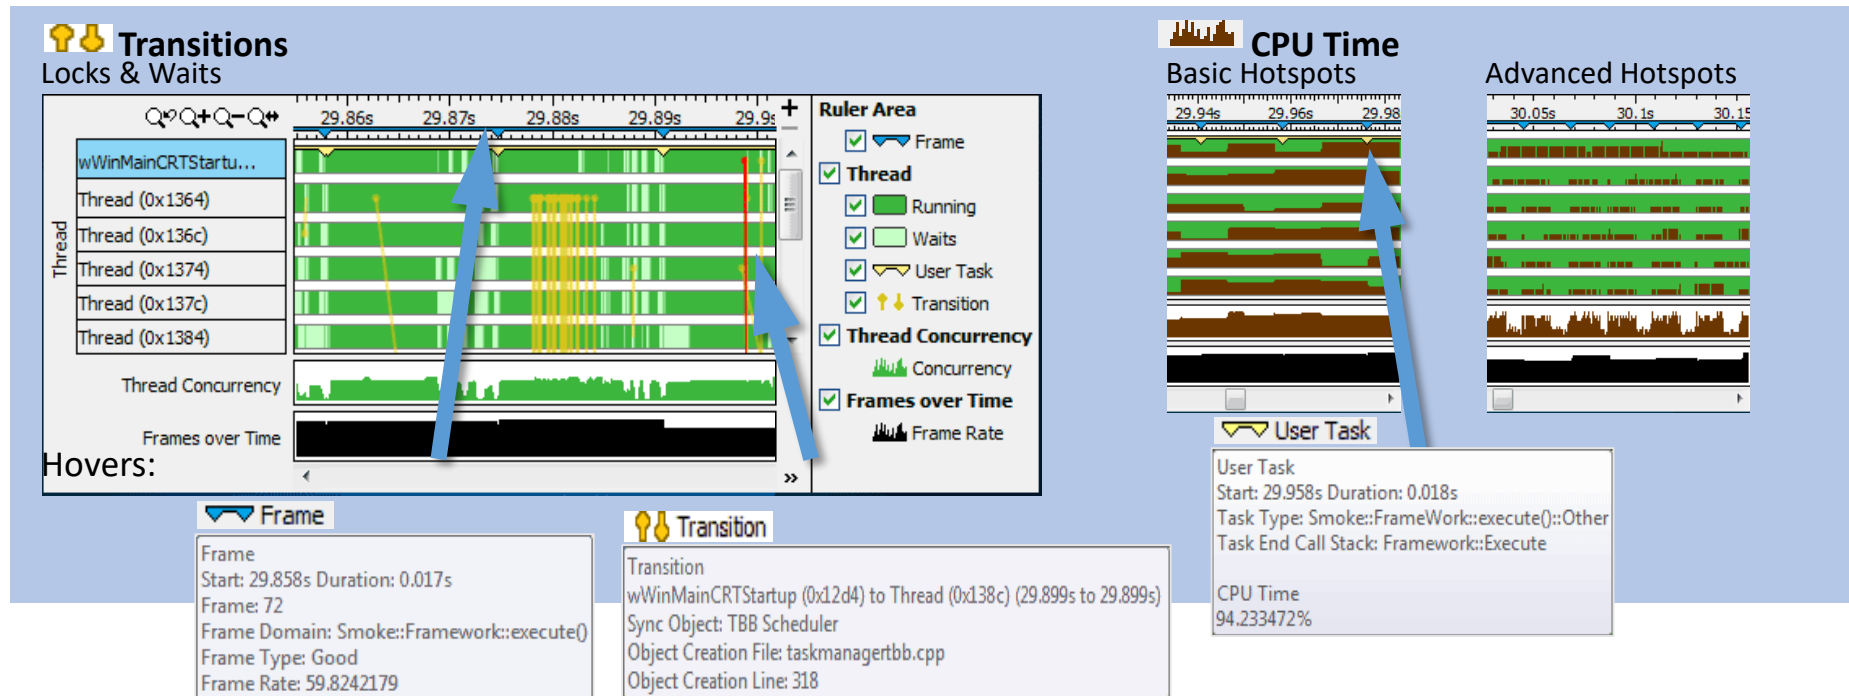 Transitions
Locks & Waits
29.86s 29.87s 29.88s 29.89s 29.9s
Thread
wWinMainCRTStartu...
Thread (0x1364)
Thread (0x136c)
Thread (0x1374)
Thread (0x137c)
Thread (0x1384)
Thread Concurrency
Frames over Time
Ruler Area
Frame
Thread
Running
Waits
User Task
Transition
Thread Concurrency
Concurrency
Frames over Time
Frame Rate
Hovers:
Frame
Frame
Start: 29.858s Duration: 0.017s
Frame: 72
Frame Domain: Smoke::Framework::execute()
Frame Type: Good
Frame Rate: 59.8242179
Transition
Transition
wWinMainCRTStartup (0x12d4) to Thread (0x138c) (29.899s to 29.899s)
Sync Object: TBB Scheduler
Object Creation File: taskmanagertbb.cpp
Object Creation Line: 318
CPU Time
Basic Hotspots
29.94s 29.96s 29.98
Advanced Hotspots
30.05s 30.1s 30.15
User Task
User Task
Start: 29.958s Duration: 0.018s
Task Type: Smoke::FrameWork::execute()::Other
Task End Call Stack: Framework::Execute
CPU Time
94.233472%